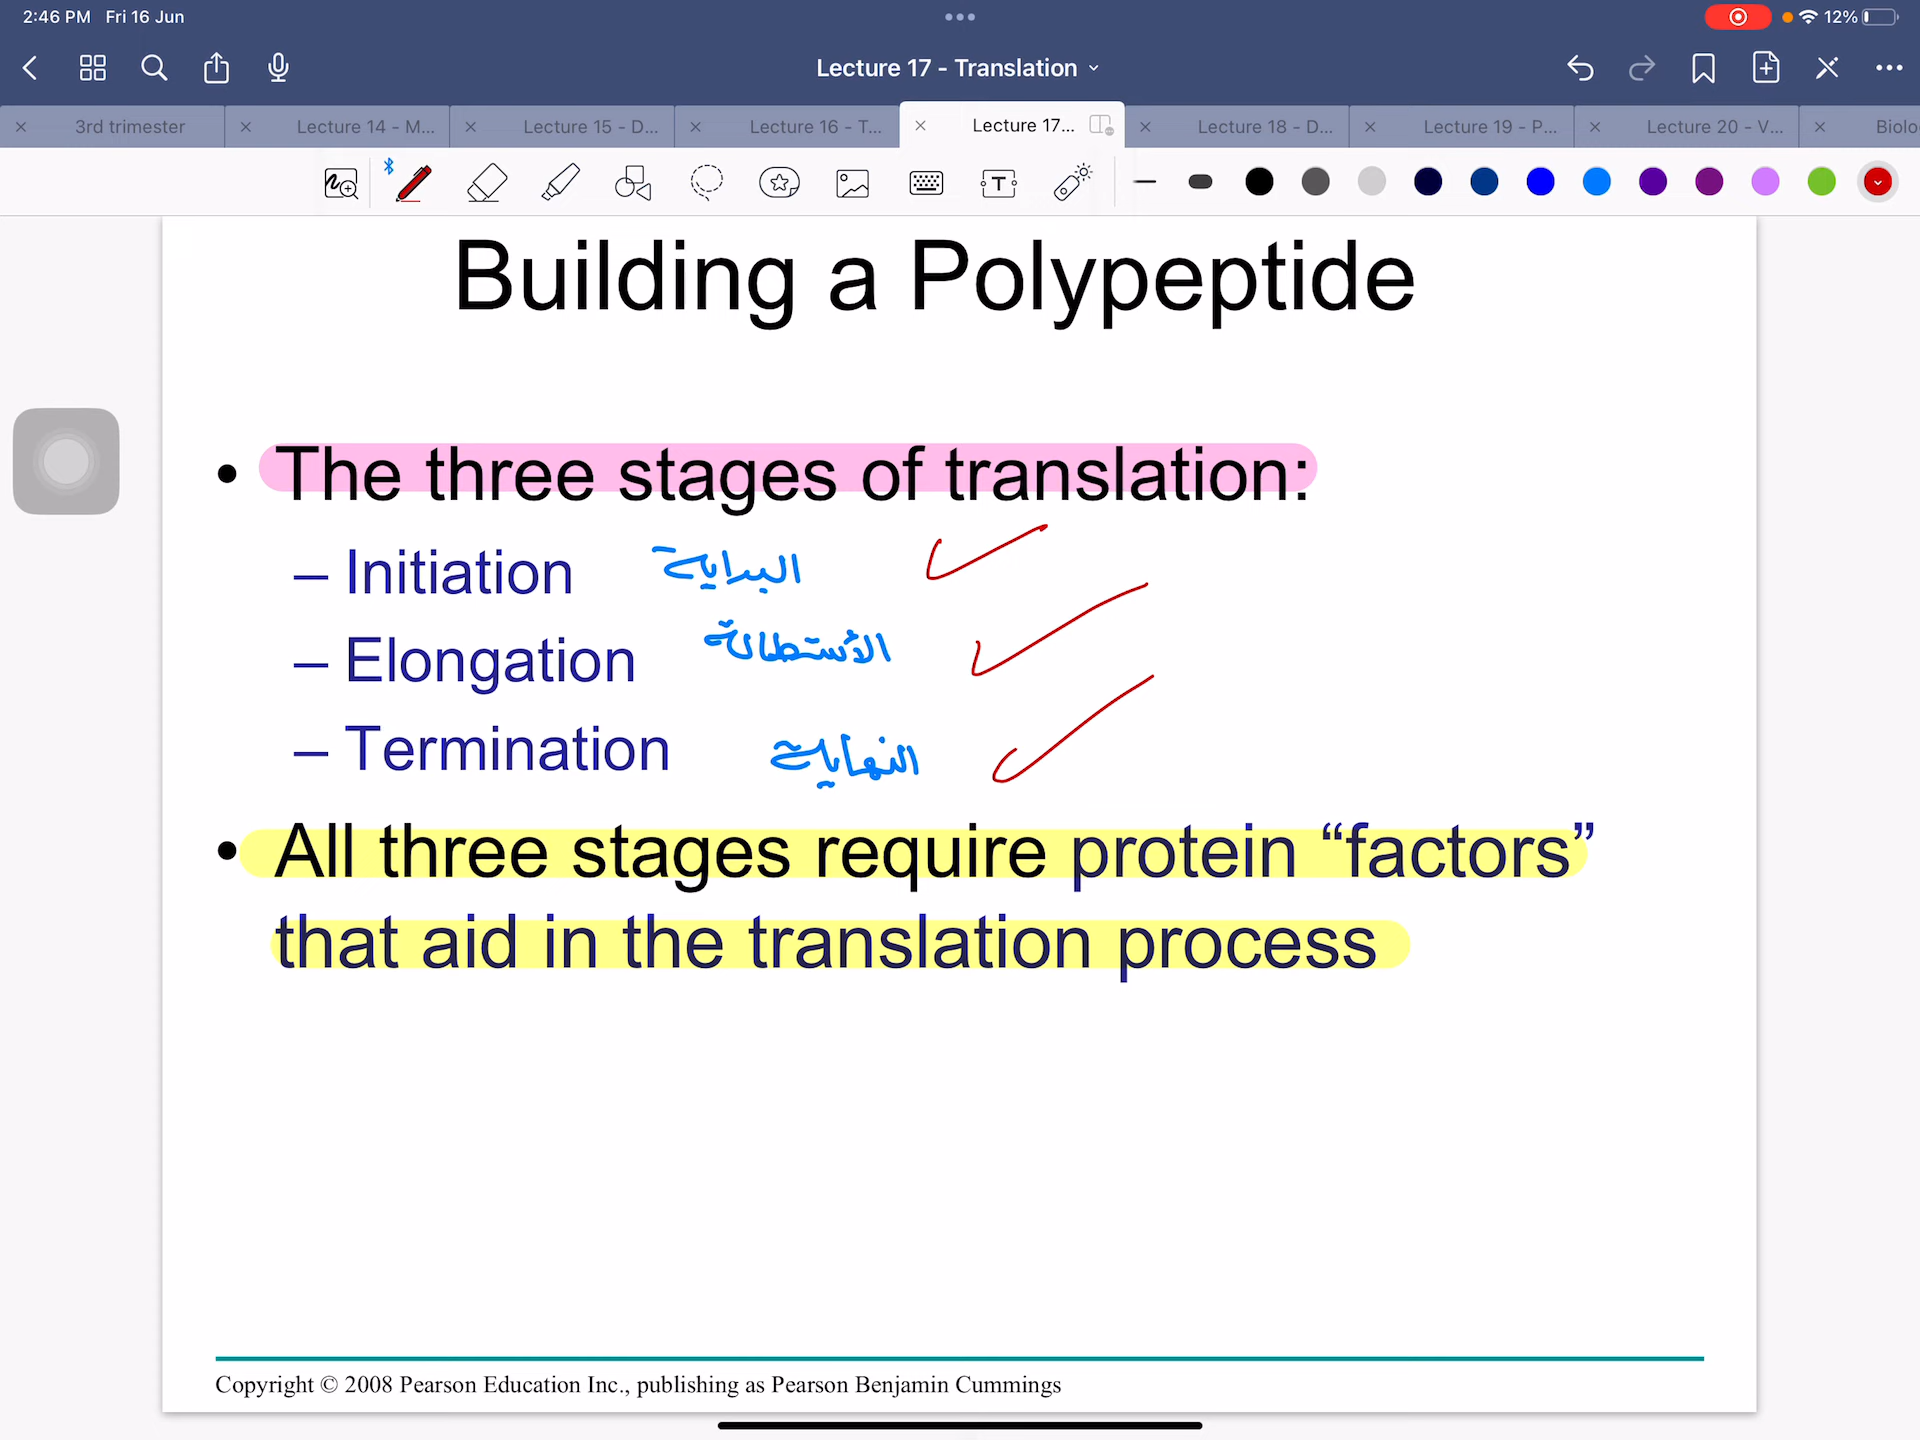 2:46 PM Fri 16 Jun
12%
Lecture 17 - Translation
3rd trimester
Lecture 14 - M...
Lecture 15 - D...
Lecture 16 - T...
Lecture 17...
Lecture 18 - D...
Lecture 19 - P...
Lecture 20 - V...
Biolo
Building a Polypeptide
• The three stages of translation:
– Initiation البداية
– Elongation الأستطالة
– Termination النهاية
• All three stages require protein “factors”
that aid in the translation process
Copyright © 2008 Pearson Education Inc., publishing as Pearson Benjamin Cummings